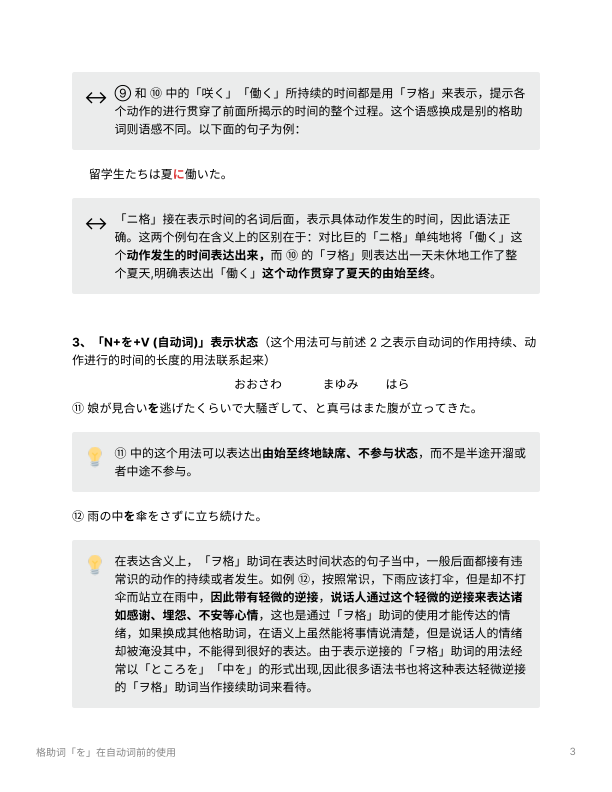 ⑨ 和 ⑩ 中的「咲く」「働く」所持续的时间都是用「ヲ格」来表示，提示各
个动作的进行贯穿了前面所揭示的时间的整个过程。这个语感换成是别的格助
词则语感不同。以下面的句子为例：
留学生たちは夏に働いた。
「ニ格」接在表示时间的名词后面，表示具体动作发生的时间，因此语法正
确。这两个例句在含义上的区别在于：对比巨的「ニ格」单纯地将「働く」这
个动作发生的时间表达出来，而 ⑩ 的「ヲ格」则表达出一天未休地工作了整
个夏天,明确表达出「働く」这个动作贯穿了夏天的由始至终。
3、「N+を+V (自动词)」表示状态（这个用法可与前述 2 之表示自动词的作用持续、动
作进行的时间的长度的用法联系起来）
おおさわ まゆみ はら
⑪ 娘が見合いを逃げたくらいで大騒ぎして、と真弓はまた腹が立ってきた。
⑪ 中的这个用法可以表达出由始至终地缺席、不参与状态，而不是半途开溜或
者中途不参与。
⑫ 雨の中を傘をさずに立ち続けた。
在表达含义上，「ヲ格」助词在表达时间状态的句子当中，一般后面都接有违
常识的动作的持续或者发生。如例 ⑫，按照常识，下雨应该打伞，但是却不打
伞而站立在雨中，因此带有轻微的逆接，说话人通过这个轻微的逆接来表达诸
如感谢、埋怨、不安等心情，这也是通过「ヲ格」助词的使用才能传达的情
绪，如果换成其他格助词，在语义上虽然能将事情说清楚，但是说话人的情绪
却被淹没其中，不能得到很好的表达。由于表示逆接的「ヲ格」助词的用法经
常以「ところを」「中を」的形式出现,因此很多语法书也将这种表达轻微逆接
的「ヲ格」助词当作接续助词来看待。
格助词「を」在自动词前的使用 3